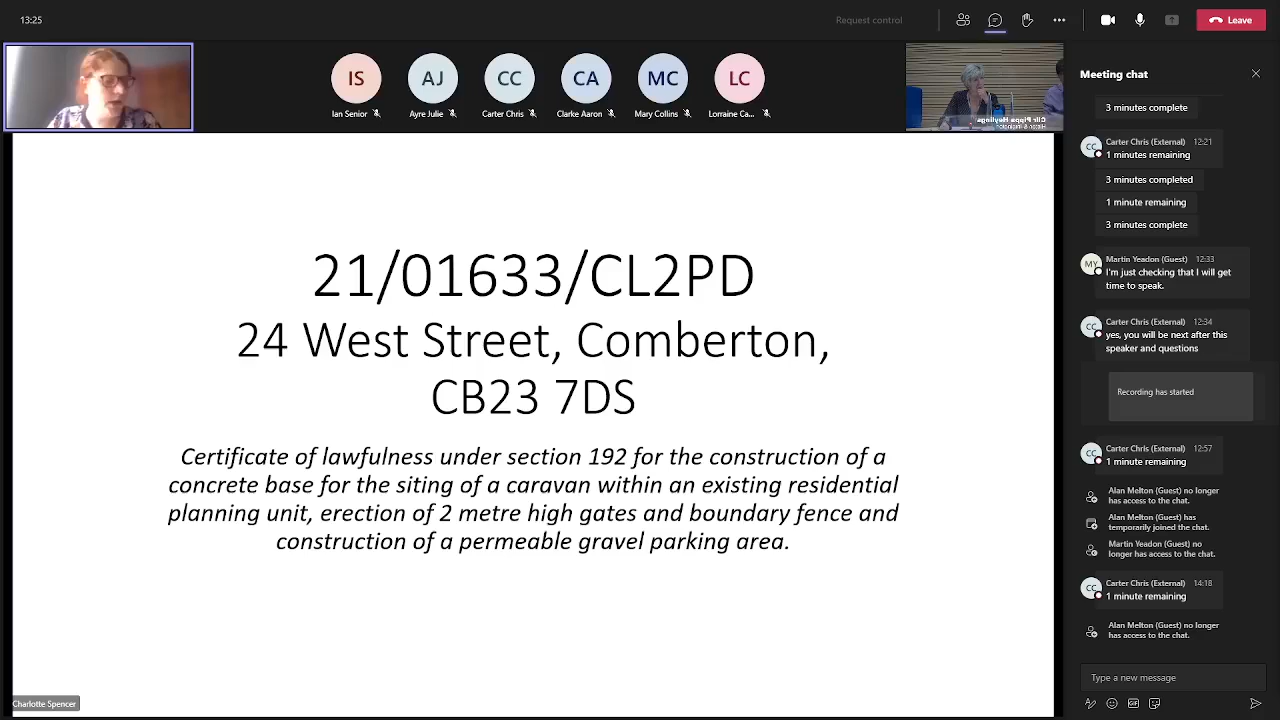 13:25
Request control
Leave
IS
AJ
CC
CA
MC
LC
Ian Senior
Ayre Julie
Carter Chris
Clarke Aaron
Mary Collins
Lorraine Ca...
Meeting chat
3 minutes complete
CC
Carter Chris (External) 12:21
1 minute remaining
3 minutes completed
1 minute remaining
3 minutes complete
MY
Martin Yeadon (Guest) 12:33
I'm just checking that I will get
time to speak.
CC
Carter Chris (External) 12:34
yes, you will be next after this
speaker and questions
Recording has started
CC
Carter Chris (External) 12:57
1 minute remaining
Alan Melton (Guest) no longer
has access to the chat.
Alan Melton (Guest) has
temporarily joined the chat.
Martin Yeadon (Guest) no
longer has access to the chat.
CC
Carter Chris (External) 14:18
1 minute remaining
Alan Melton (Guest) no longer
has access to the chat.
Type a new message
21/01633/CL2PD
24 West Street, Comberton,
CB23 7DS
Certificate of lawfulness under section 192 for the construction of a
concrete base for the siting of a caravan within an existing residential
planning unit, erection of 2 metre high gates and boundary fence and
construction of a permeable gravel parking area.
Charlotte Spencer